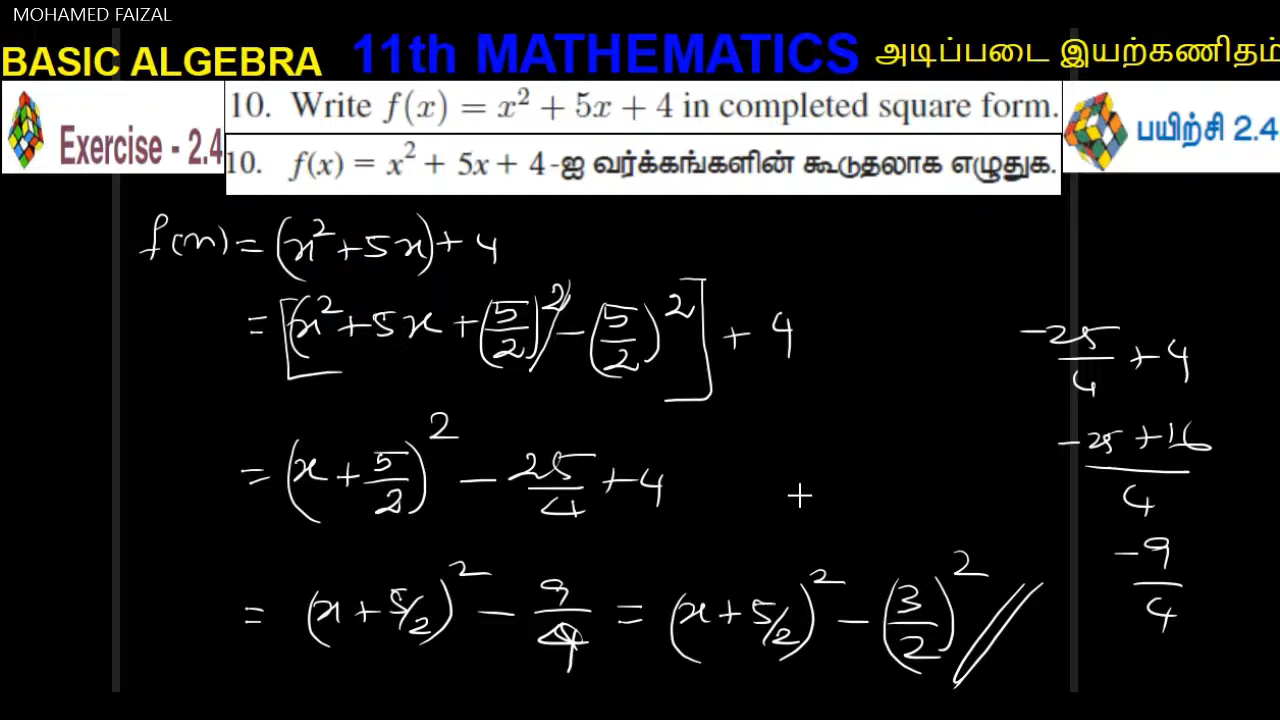 MOHAMED FAIZAL
BASIC ALGEBRA 11th MATHEMATICS அடிப்படை இயற்கணிதம்
Exercise - 2.4
10. Write f(x) = x² + 5x + 4 in completed square form.
10. f(x) = x² + 5x + 4-ஐ வர்க்கங்களின் கூடுதலாக எழுதுக.
பயிற்சி 2.4
f(x) = (x² + 5x) + 4
= [(x² + 5x + (5/2)²) - (5/2)²] + 4
= (x + 5/2)² - 25/4 + 4
= (x + 5/2)² - 9/4 = (x + 5/2)² - (3/2)² //
-25/4 + 4
-25 + 16/4
-9/4